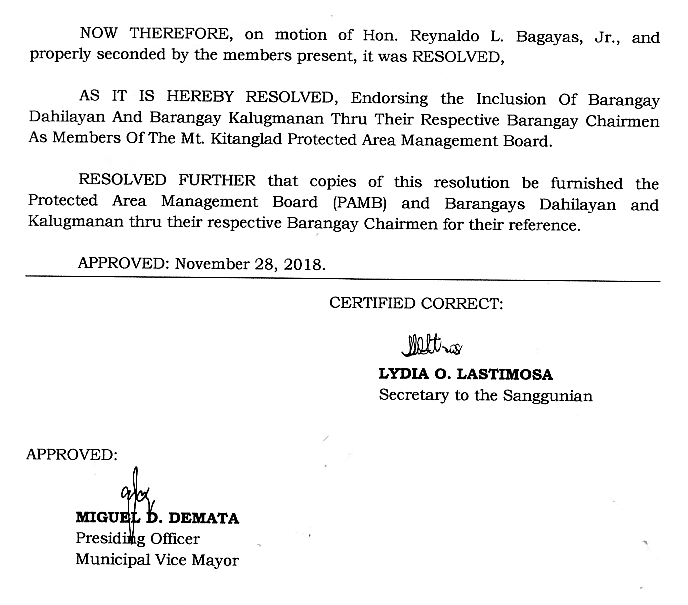 NOW THEREFORE, on motion of Hon. Reynaldo L. Bagayas, Jr., and
properly seconded by the members present, it was RESOLVED,
AS IT IS HEREBY RESOLVED, Endorsing the Inclusion Of Barangay
Dahilayan And Barangay Kalugmanan Thru Their Respective Barangay Chairmen
As Members Of The Mt. Kitanglad Protected Area Management Board.
RESOLVED FURTHER that copies of this resolution be furnished the
Protected Area Management Board (PAMB) and Barangays Dahilayan and
Kalugmanan thru their respective Barangay Chairmen for their reference.
APPROVED: November 28, 2018.
CERTIFIED CORRECT:
LYDIA O. LASTIMOSA
Secretary to the Sanggunian
APPROVED:
MIGUEL D. DEMATA
Presiding Officer
Municipal Vice Mayor